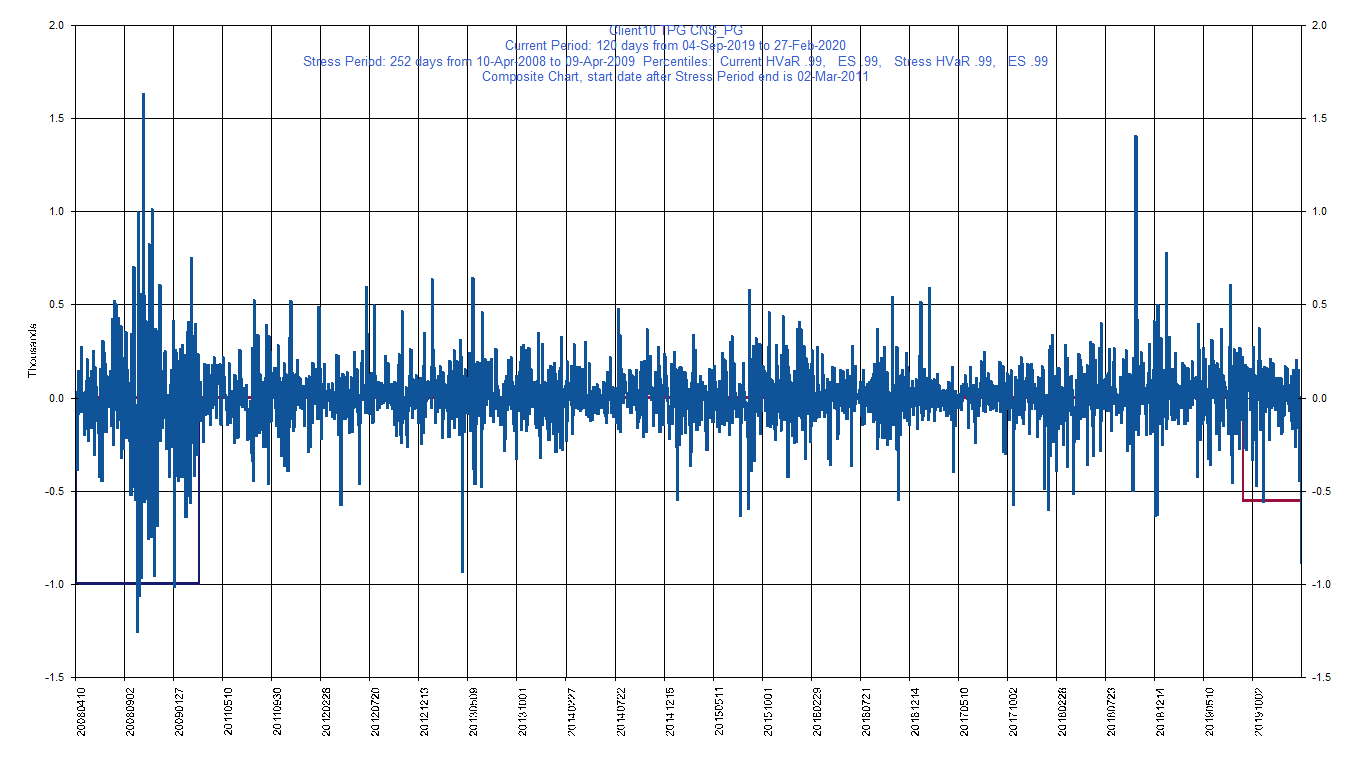 Client10 TPG CNS_PG
Current Period: 120 days from 04-Sep-2019 to 27-Feb-2020
Stress Period: 252 days from 10-Apr-2008 to 09-Apr-2009 Percentiles: Current HVaR .99, ES .99, Stress HVaR .99, ES .99
Composite Chart, start date after Stress Period end is 02-Mar-2011
2.0 2.0
1.5 1.5
1.0 1.0
0.5 0.5
Thousands
0.0 0.0
-0.5 -0.5
-1.0 -1.0
-1.5 -1.5
20080410 20080902 20090127 20110510 20110930 20120228 20120720 20121213 20130509 20131001 20140227 20140722 20141215 20150511 20151001 20160229 20160721 20161214 20170510 20171002 20180226 20180723 20181214 20190510 20191002